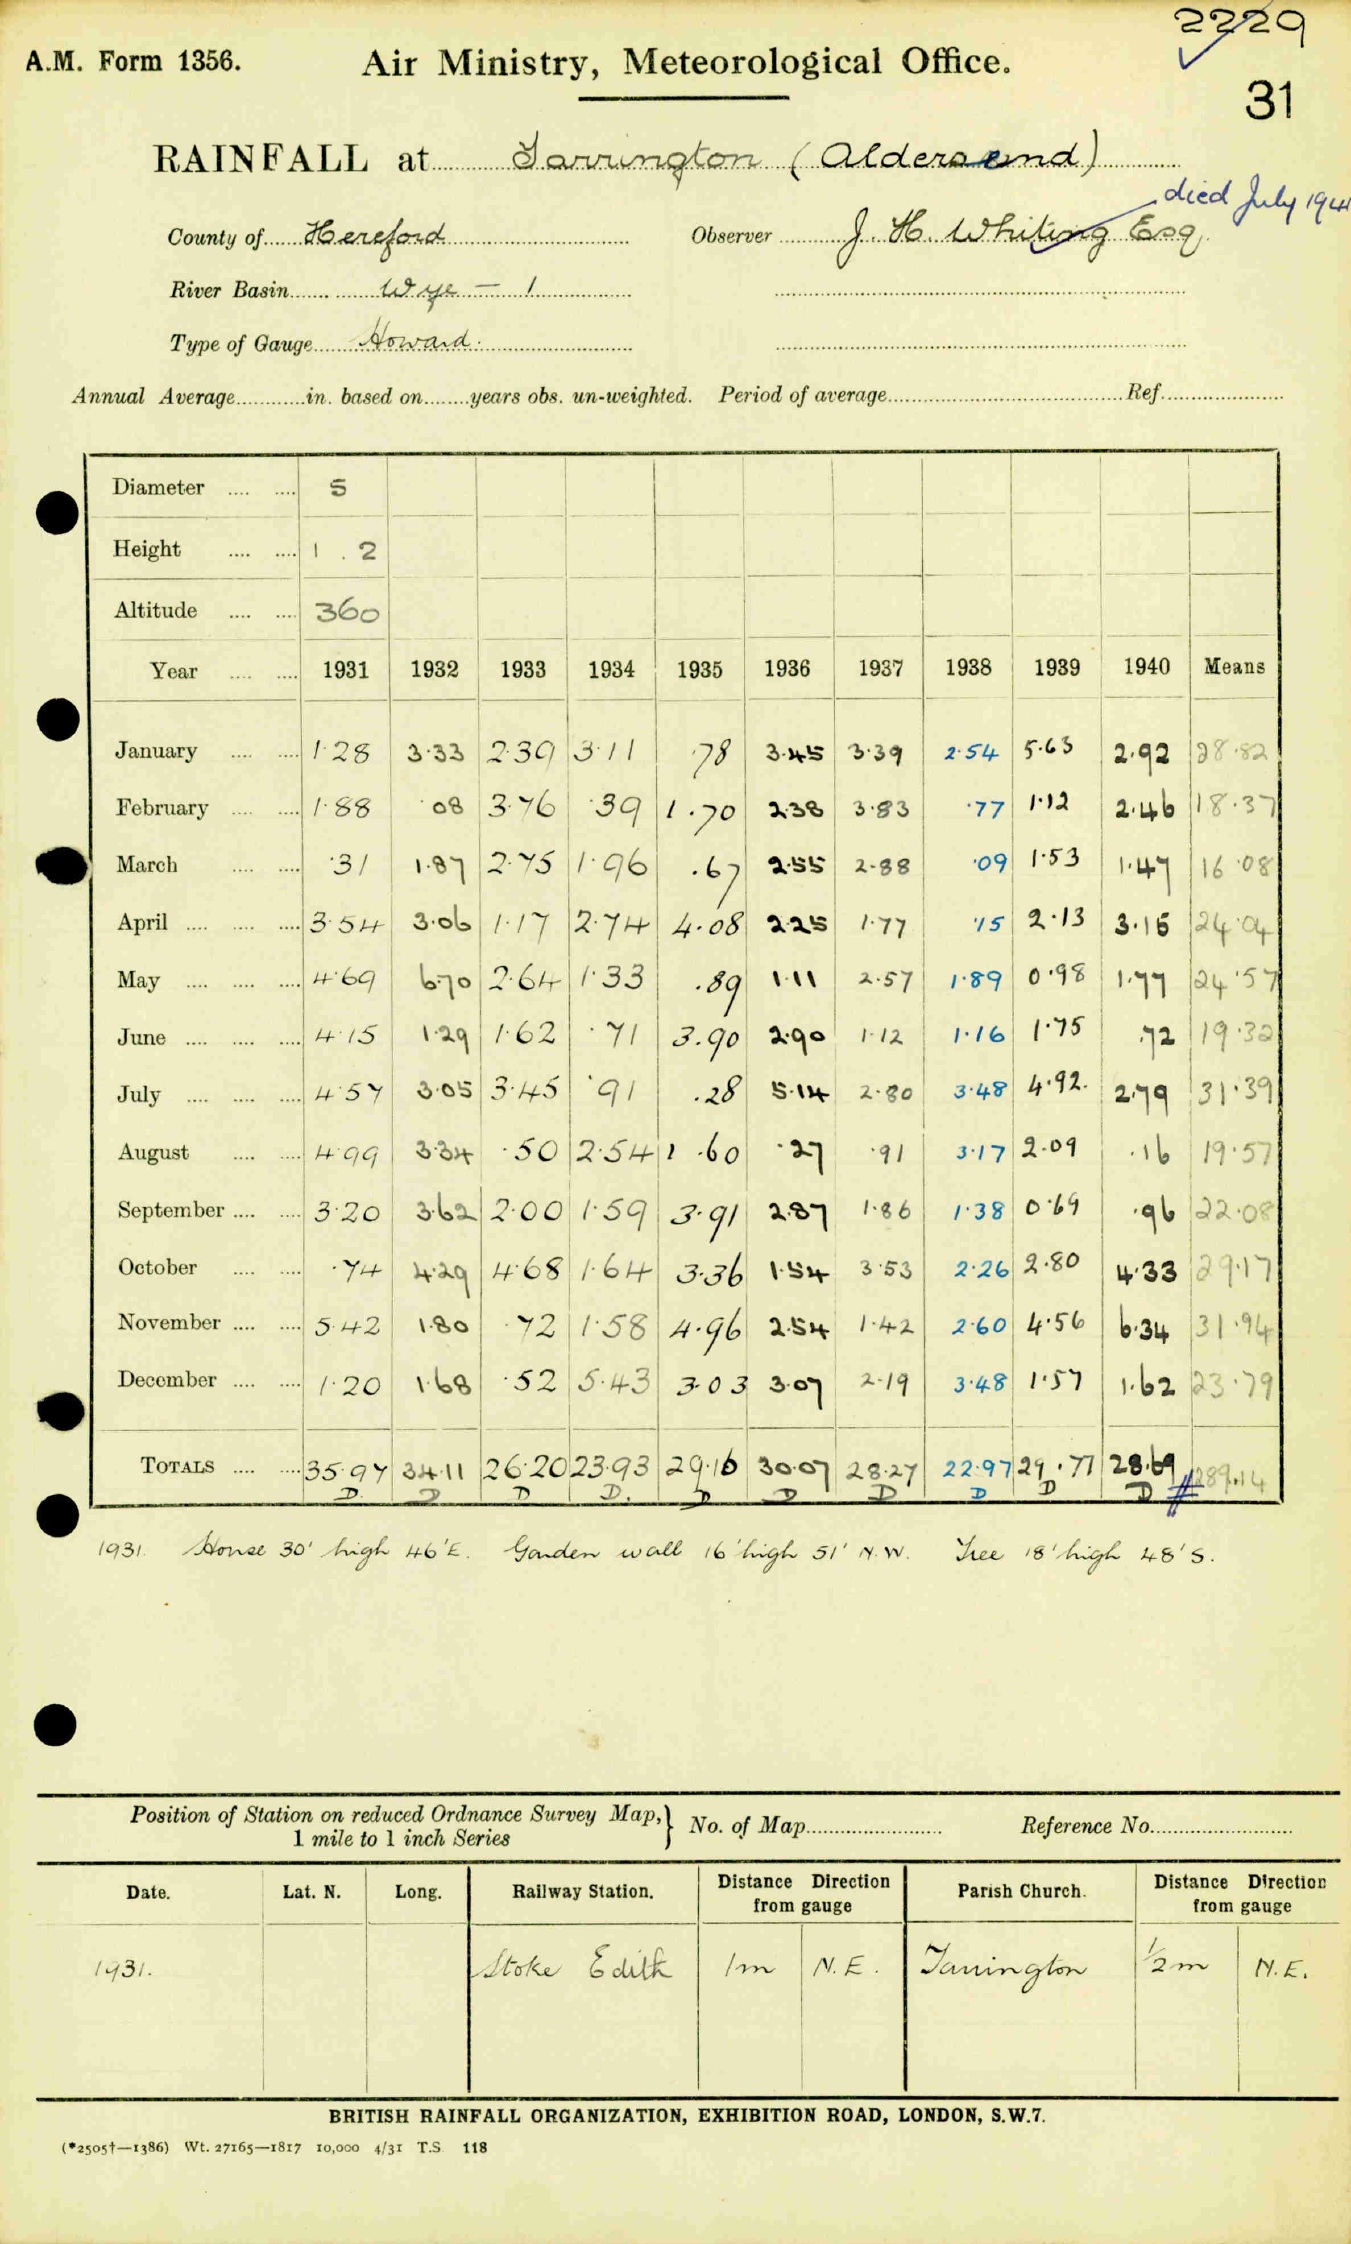 2229
A.M. Form 1356. Air Ministry, Meteorological Office.
31
RAINFALL at Tarrington (Alders end)
died July 1941
County of Hereford Observer J. H. Whiting Esq.
River Basin Wye — 1
Type of Gauge Howard.
Annual Average in. based on years obs. un-weighted. Period of average Ref.
Diameter 5
Height 1 . 2
Altitude 360
Year 1931 1932 1933 1934 1935 1936 1937 1938 1939 1940 Means
January 1·28 3·33 2·39 3·11 ·78 3·45 3·39 2·54 5·63 2·92 28·82
February 1·88 ·08 3·76 ·39 1·70 2·38 3·83 ·77 1·12 2·46 18·37
March ·31 1·87 2·75 1·96 ·67 2·55 2·88 ·09 1·53 1·47 16·08
April 3·54 3·06 1·17 2·74 4·08 2·25 1·77 ·15 2·13 3·15 24·04
May 4·69 6·70 2·64 1·33 ·89 1·11 2·57 1·89 0·98 1·77 24·57
June 4·15 1·29 1·62 ·71 3·90 2·90 1·12 1·16 1·75 ·72 19·32
July 4·57 3·05 3·45 ·91 ·28 5·14 2·80 3·48 4·92 2·79 31·39
August 4·99 3·34 ·50 2·54 1·60 ·27 ·91 3·17 2·09 ·16 19·57
September 3·20 3·62 2·00 1·59 3·91 2·87 1·86 1·38 0·69 ·96 22·08
October ·74 4·29 4·68 1·64 3·36 1·54 3·53 2·26 2·80 4·33 29·17
November 5·42 1·80 ·72 1·58 4·96 2·54 1·42 2·60 4·56 6·34 31·94
December 1·20 1·68 ·52 5·43 3·03 3·07 2·19 3·48 1·57 1·62 23·79
TOTALS 35·97 34·11 26·20 23·93 29·16 30·07 28·27 22·97 29·77 28·69 # 289·14
D. D D D. D D D D D D
1931. House 30' high 46' E. Garden wall 16' high 51' N.W. Tree 18' high 48' S.
Position of Station on reduced Ordnance Survey Map,} No. of Map Reference No.
1 mile to 1 inch Series
Date. Lat. N. Long. Railway Station. Distance Direction from gauge Parish Church. Distance Direction from gauge
1931. Stoke Edith 1m N.E. Tarrington ½m N.E.
BRITISH RAINFALL ORGANIZATION, EXHIBITION ROAD, LONDON, S.W.7.
(*2505†—1386) Wt. 27165—1817 10,000 4/31 T.S. 118